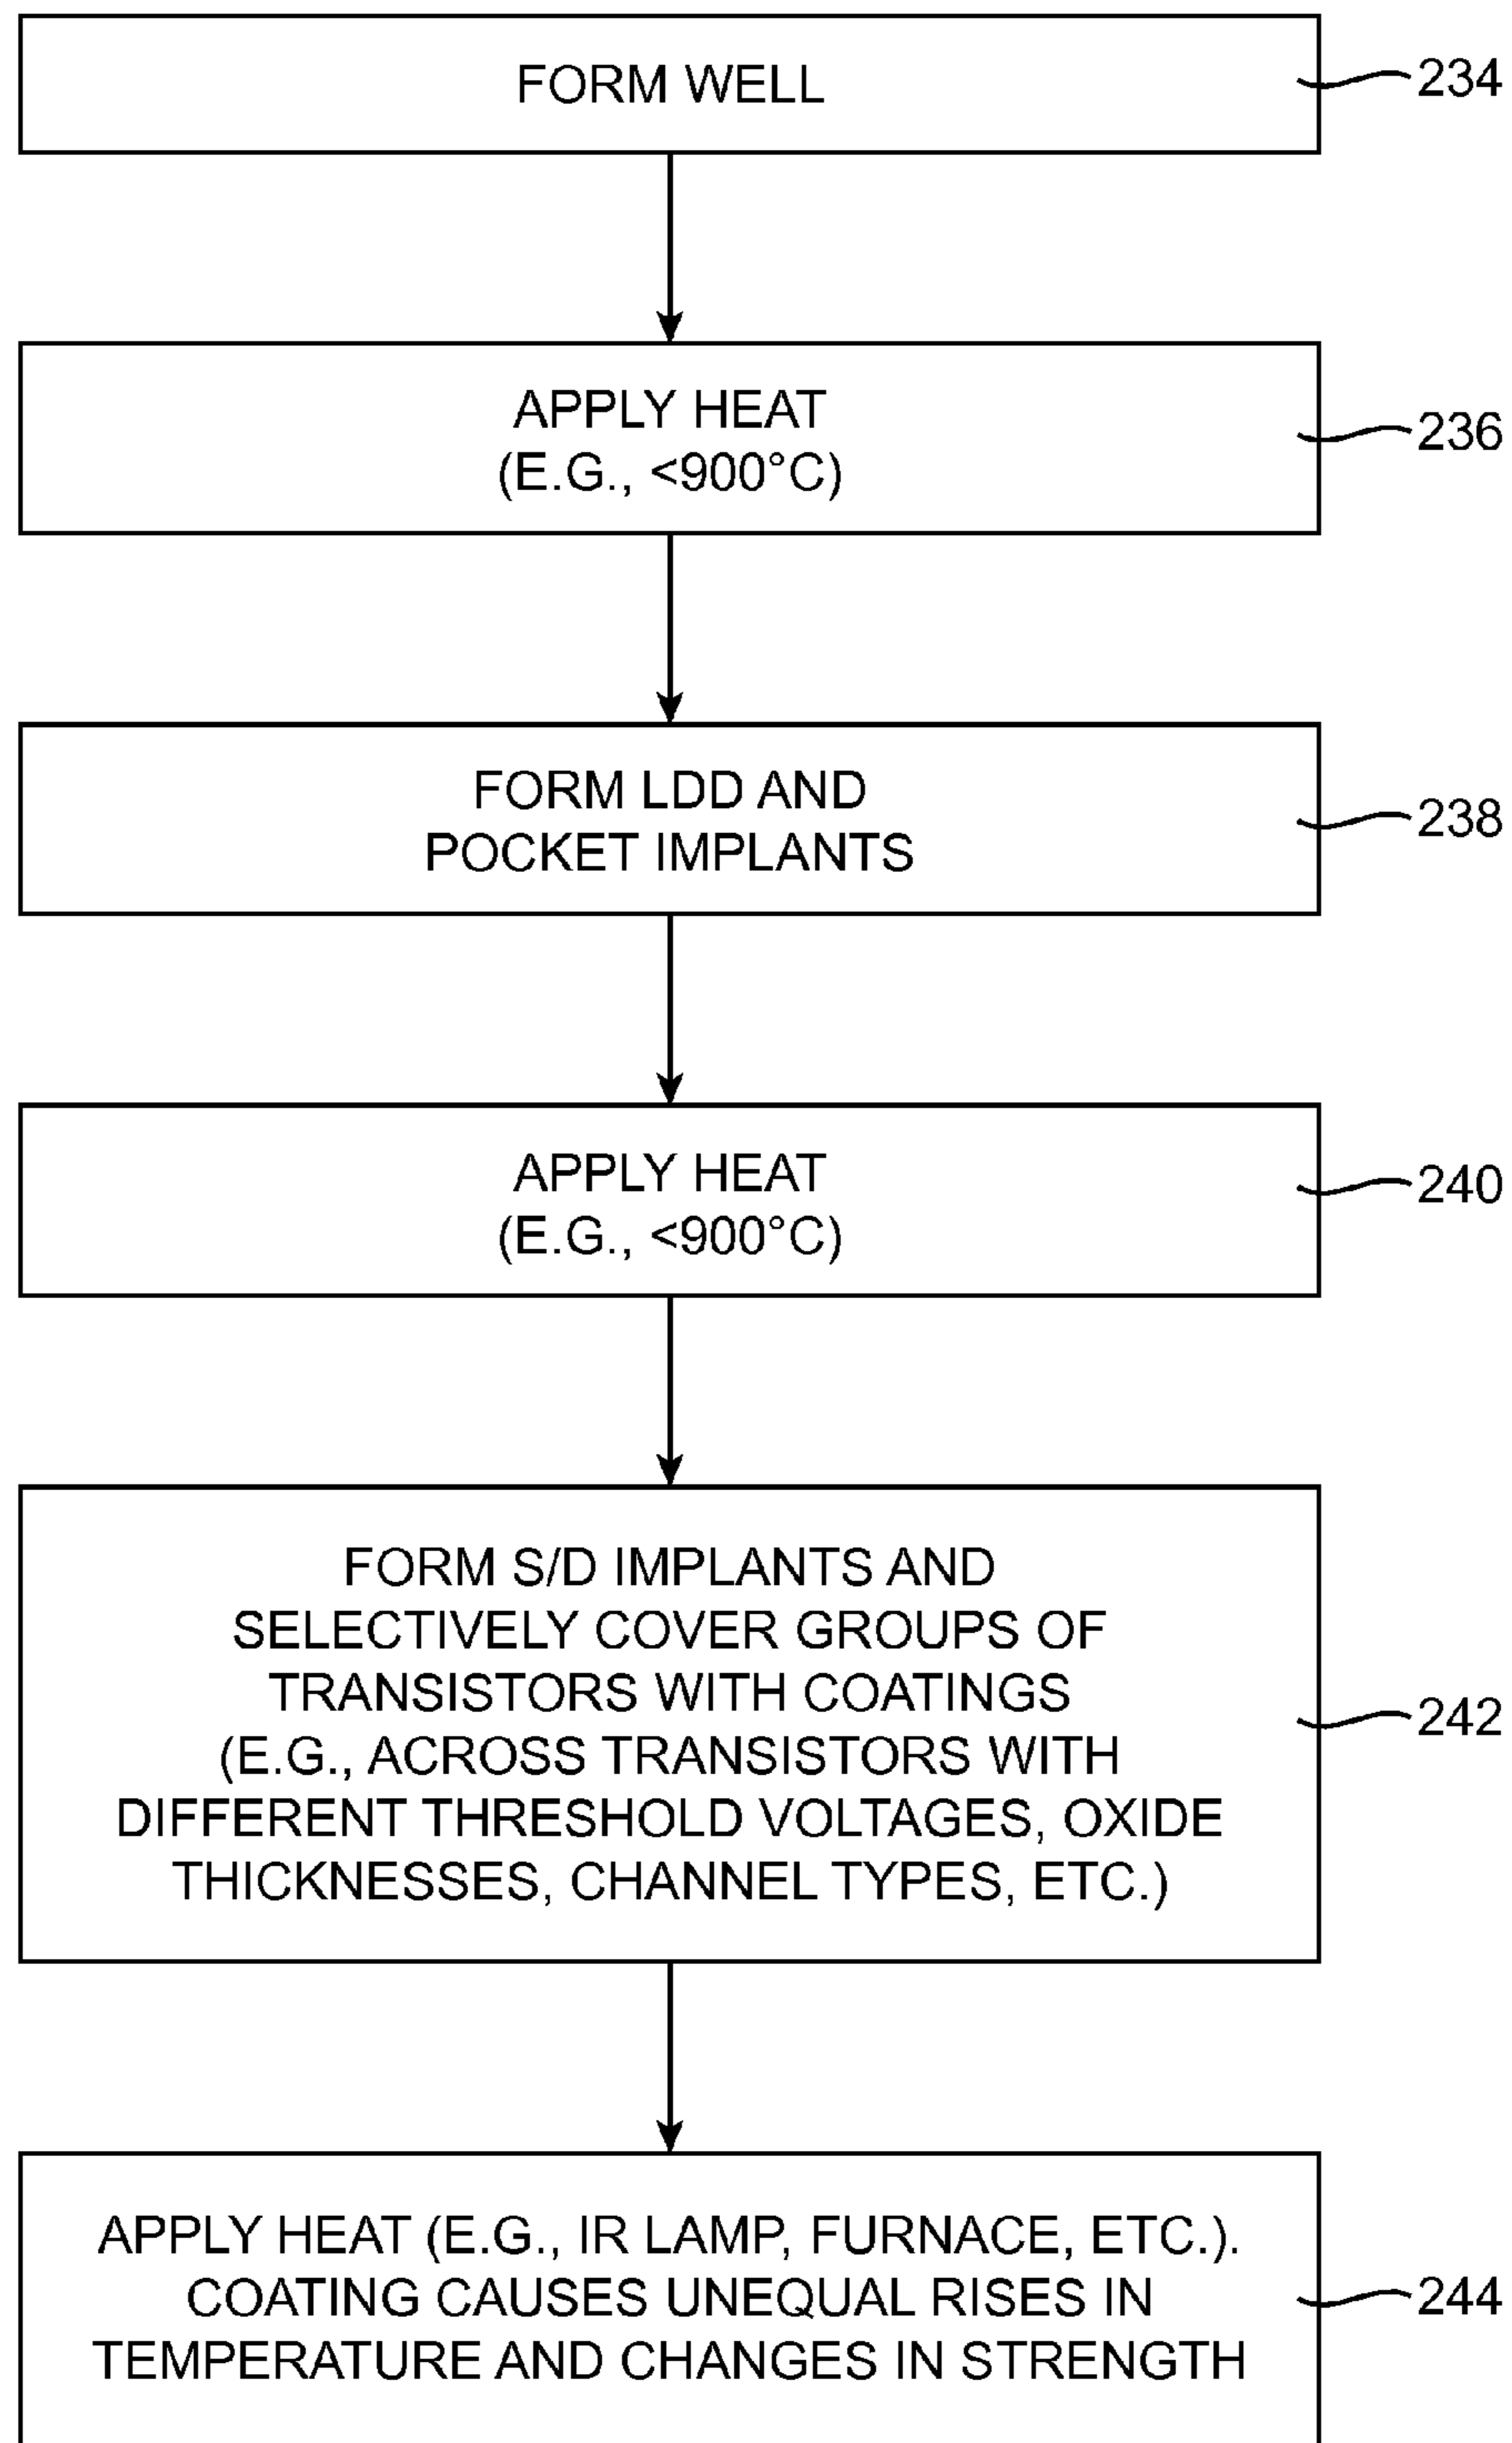 FORM WELL
234
APPLY HEAT
(E.G., <900°C)
236
FORM LDD AND
POCKET IMPLANTS
238
APPLY HEAT
(E.G., <900°C)
240
FORM S/D IMPLANTS AND
SELECTIVELY COVER GROUPS OF
TRANSISTORS WITH COATINGS
(E.G., ACROSS TRANSISTORS WITH
DIFFERENT THRESHOLD VOLTAGES, OXIDE
THICKNESSES, CHANNEL TYPES, ETC.)
242
APPLY HEAT (E.G., IR LAMP, FURNACE, ETC.).
COATING CAUSES UNEQUAL RISES IN
TEMPERATURE AND CHANGES IN STRENGTH
244